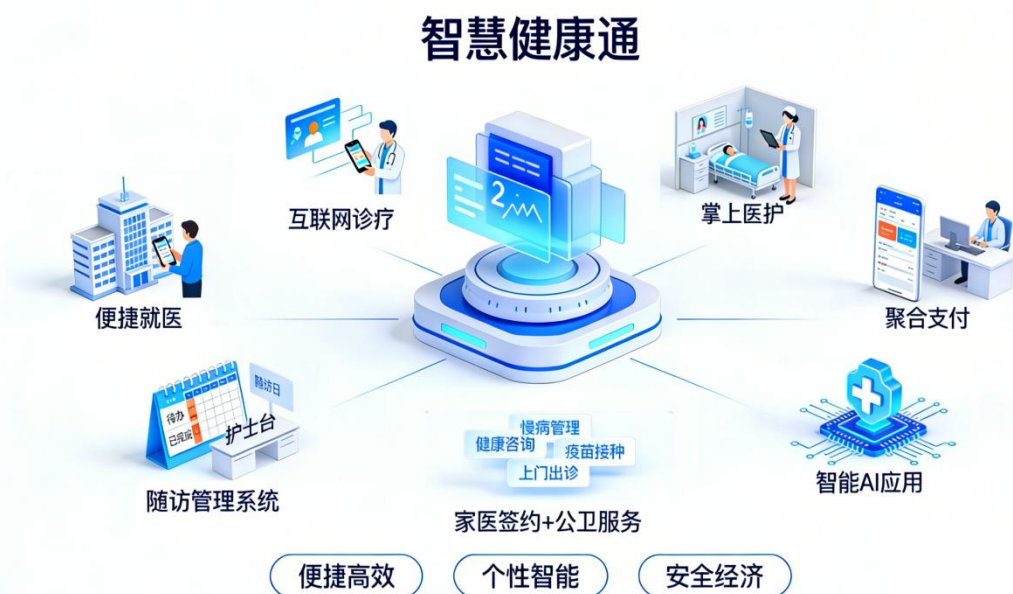 智慧健康通
互联网诊疗
2
掌上医护
便捷就医
聚合支付
随访日
待办
已完成
护士台
随访管理系统
慢病管理
健康咨询
疫苗接种
上门出诊
家医签约+公卫服务
智能AI应用
便捷高效
个性智能
安全经济